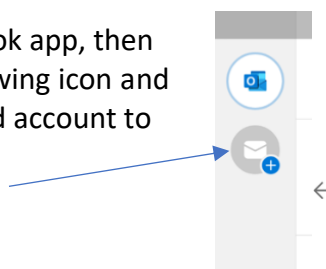 ok app, then
wing icon and
d account to